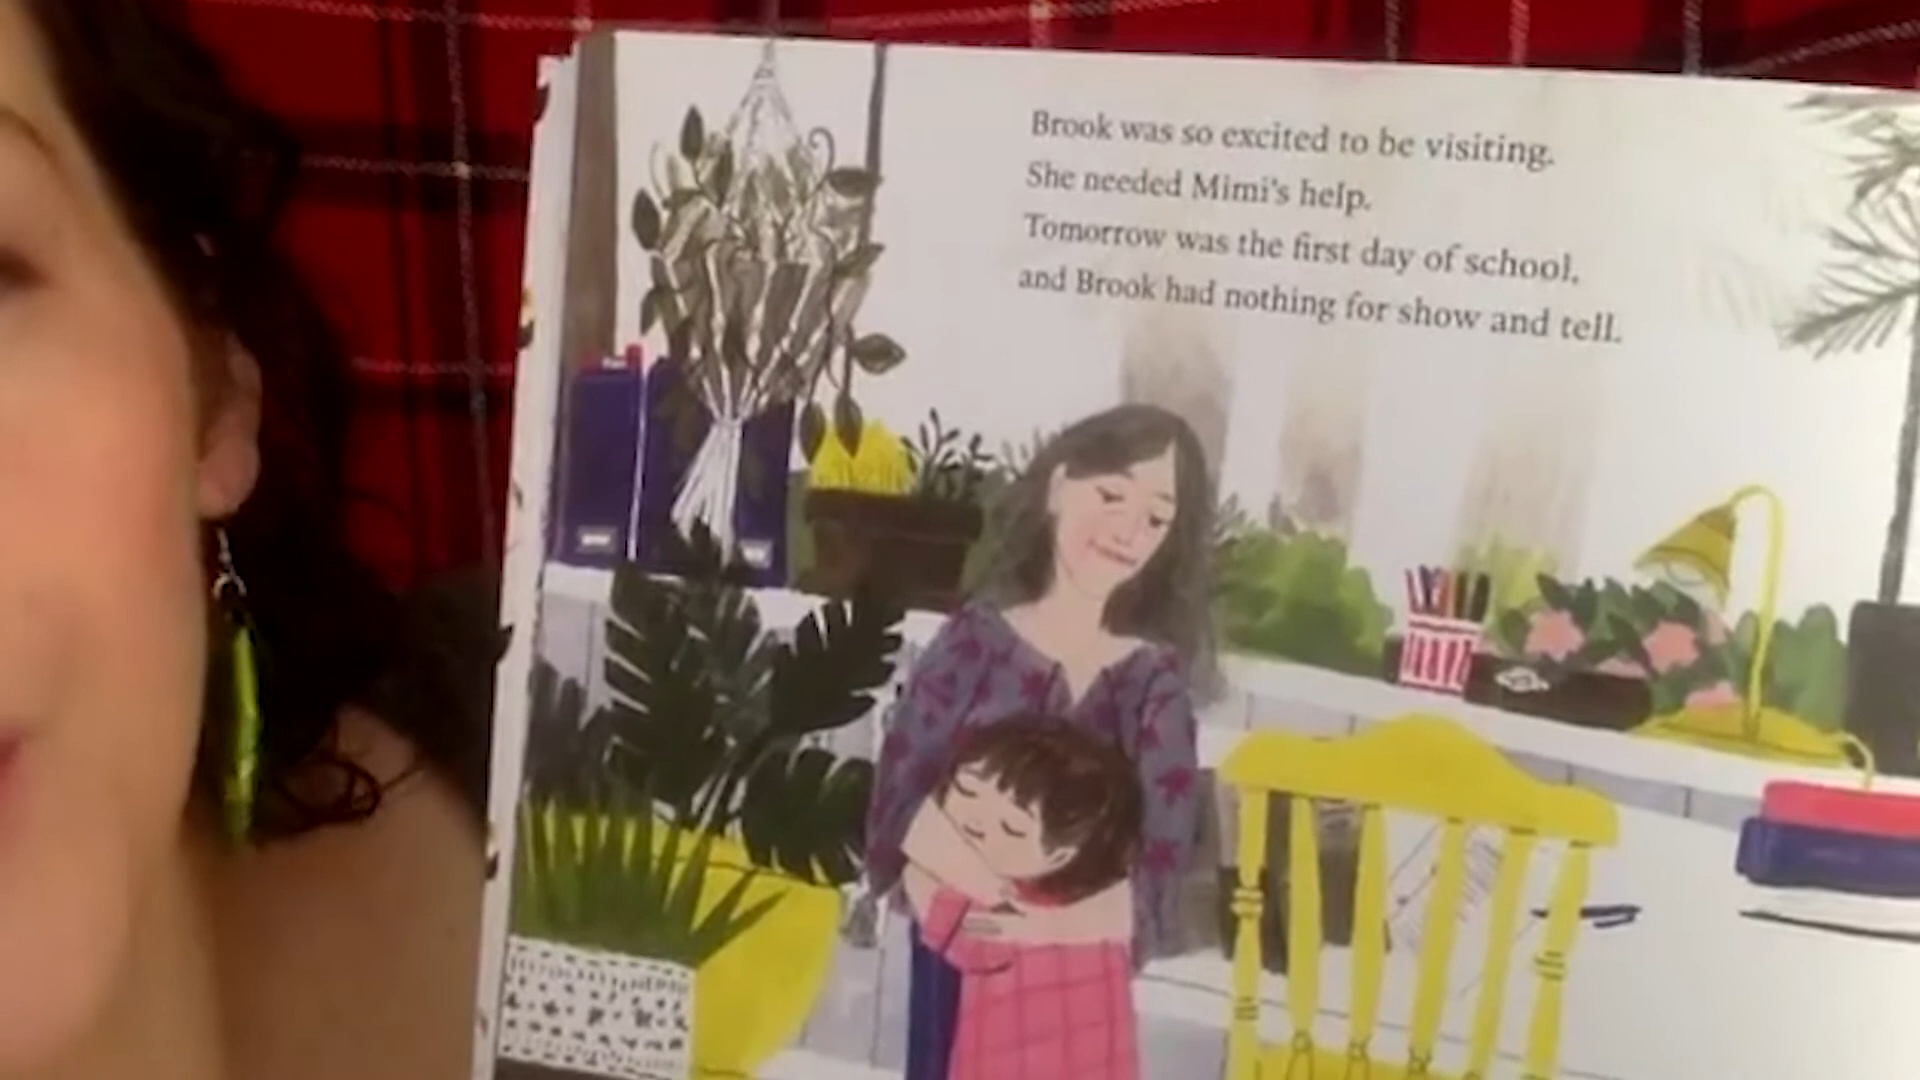 Brook was so excited to be visiting.
She needed Mimi's help.
Tomorrow was the first day of school,
and Brook had nothing for show and tell.